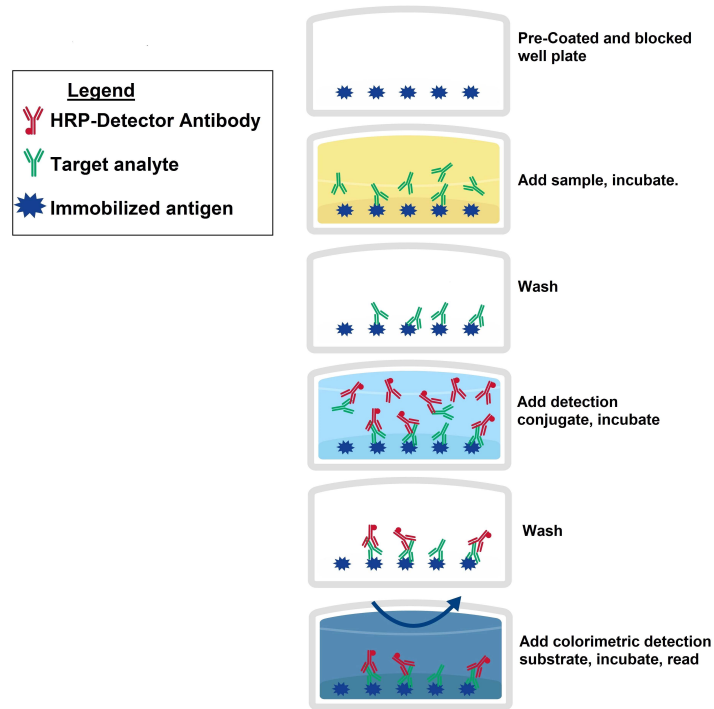 Pre-Coated and blocked
well plate
Legend
HRP-Detector Antibody
Target analyte
Immobilized antigen
Add sample, incubate.
Wash
Add detection
conjugate, incubate
Wash
Add colorimetric detection
substrate, incubate, read